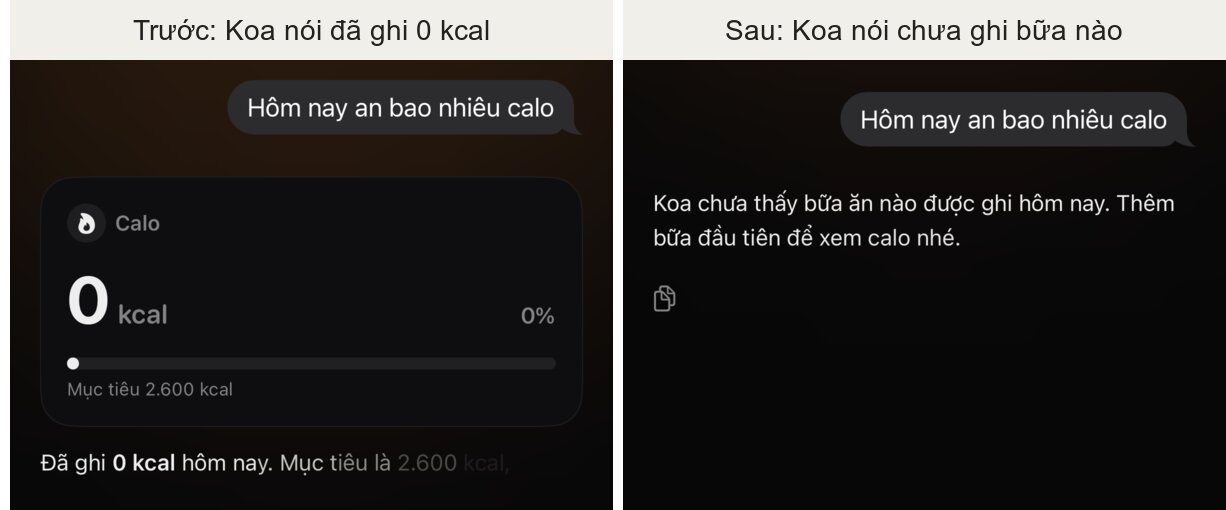 Trước: Koa nói đã ghi 0 kcal
Hôm nay an bao nhiêu calo
Calo
0 kcal
0%
Mục tiêu 2.600 kcal
Đã ghi 0 kcal hôm nay. Mục tiêu là 2.600 kcal,
Sau: Koa nói chưa ghi bữa nào
Hôm nay an bao nhiêu calo
Koa chưa thấy bữa ăn nào được ghi hôm nay. Thêm
bữa đầu tiên để xem calo nhé.